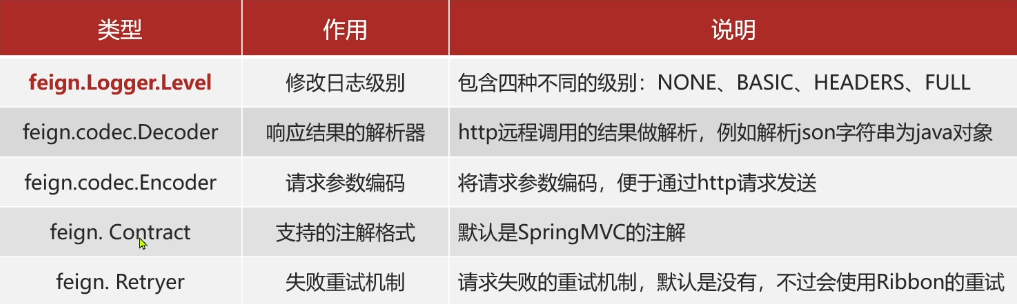 类型 作用 说明
feign.Logger.Level 修改日志级别 包含四种不同的级别：NONE、BASIC、HEADERS、FULL
feign.codec.Decoder 响应结果的解析器 http远程调用的结果做解析，例如解析json字符串为java对象
feign.codec.Encoder 请求参数编码 将请求参数编码，便于通过http请求发送
feign. Contract 支持的注解格式 默认是SpringMVC的注解
feign. Retryer 失败重试机制 请求失败的重试机制，默认是没有，不过会使用Ribbon的重试